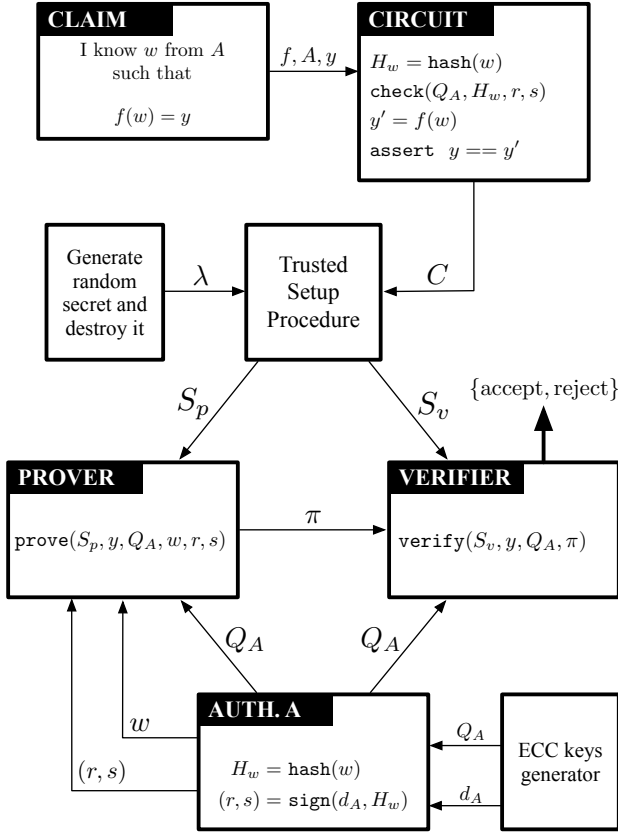 CLAIM
I know w from A
such that
f(w) = y
f, A, y
CIRCUIT
H_w = hash(w)
check(Q_A, H_w, r, s)
y′ = f(w)
assert y == y′
Generate
random
secret and
destroy it
λ
Trusted
Setup
Procedure
C
S_p
S_v
{accept, reject}
PROVER
prove(S_p, y, Q_A, w, r, s)
π
VERIFIER
verify(S_v, y, Q_A, π)
Q_A
Q_A
w
(r, s)
AUTH. A
H_w = hash(w)
(r, s) = sign(d_A, H_w)
Q_A
d_A
ECC keys
generator